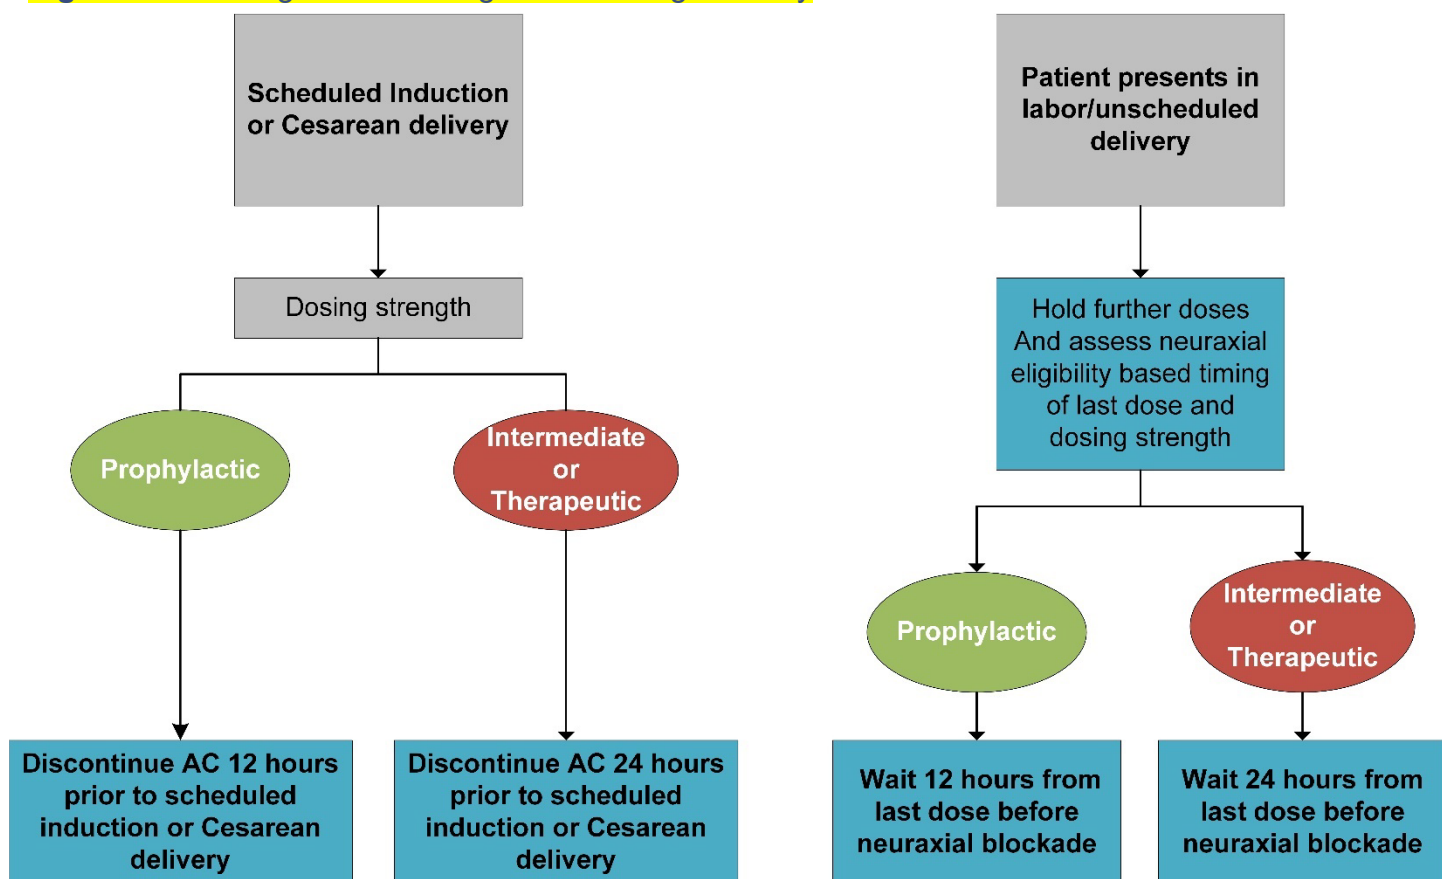 Scheduled Induction
or Cesarean delivery
Dosing strength
Prophylactic
Intermediate
or
Therapeutic
Discontinue AC 12 hours
prior to scheduled
induction or Cesarean
delivery
Discontinue AC 24 hours
prior to scheduled
induction or Cesarean
delivery
Patient presents in
labor/unscheduled
delivery
Hold further doses
And assess neuraxial
eligibility based timing
of last dose and
dosing strength
Prophylactic
Intermediate
or
Therapeutic
Wait 12 hours from
last dose before
neuraxial blockade
Wait 24 hours from
last dose before
neuraxial blockade